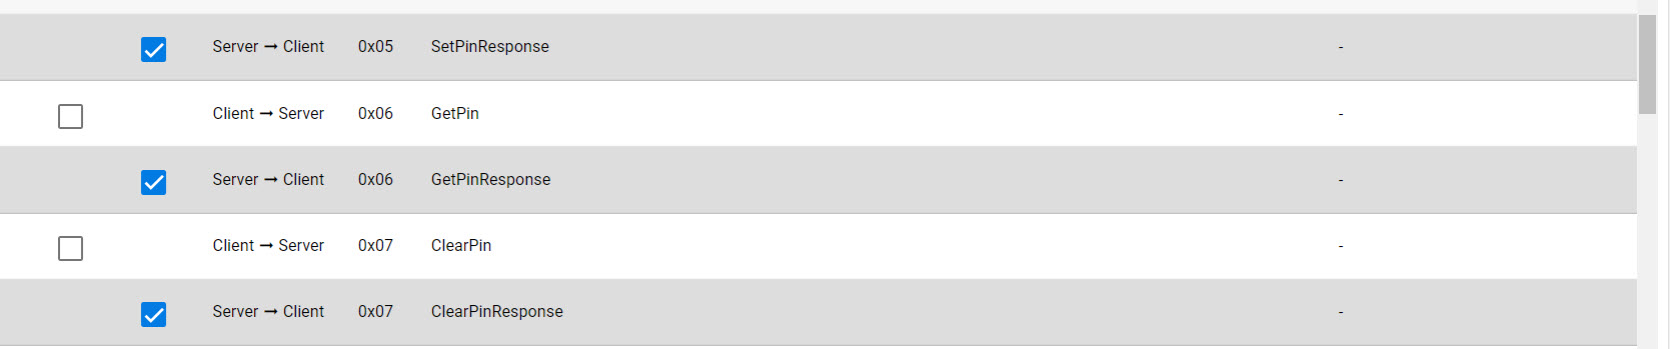 Server → Client 0x05 SetPinResponse -
Client → Server 0x06 GetPin -
Server → Client 0x06 GetPinResponse -
Client → Server 0x07 ClearPin -
Server → Client 0x07 ClearPinResponse -